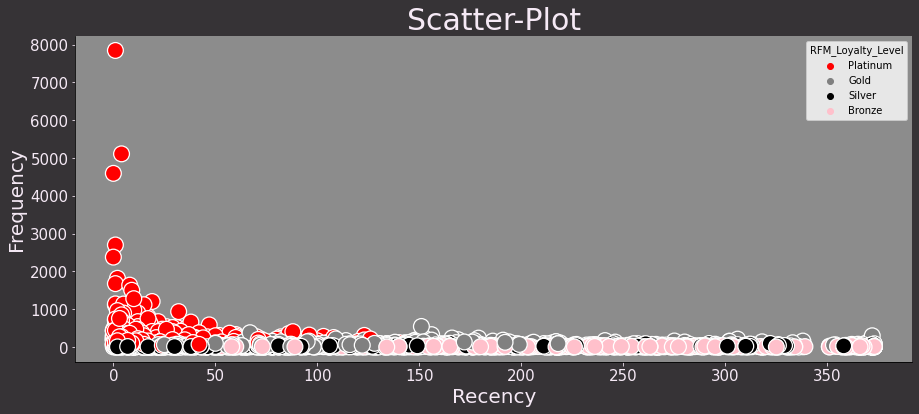 Scatter-Plot
Frequency
8000
7000
6000
5000
4000
3000
2000
1000
0
RFM_Loyalty_Level
Platinum
Gold
Silver
Bronze
0 50 100 150 200 250 300 350
Recency